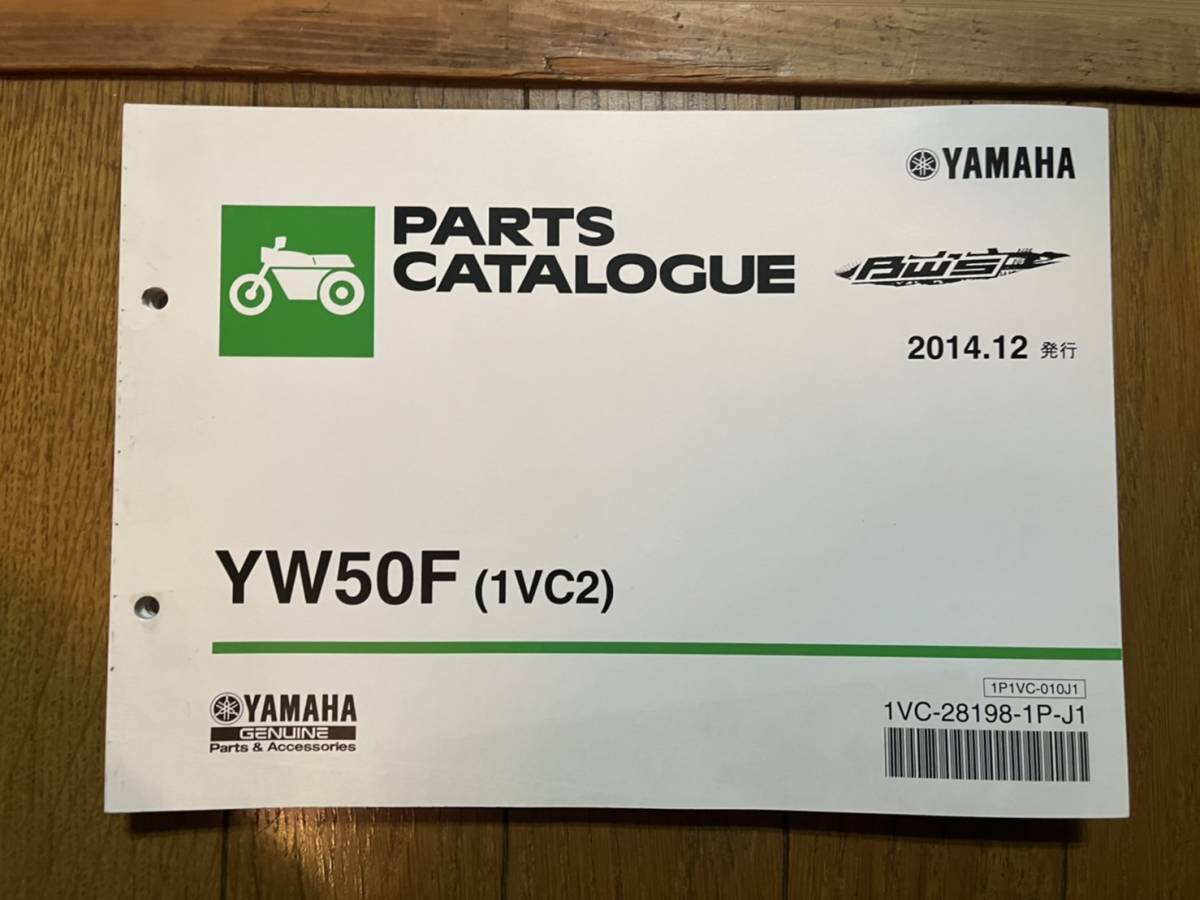 YAMAHA
PARTS
CATALOGUE
BW'S
2014.12 発行
YW50F (1VC2)
YAMAHA
GENUINE
Parts & Accessories
1P1VC-010J1
1VC-28198-1P-J1